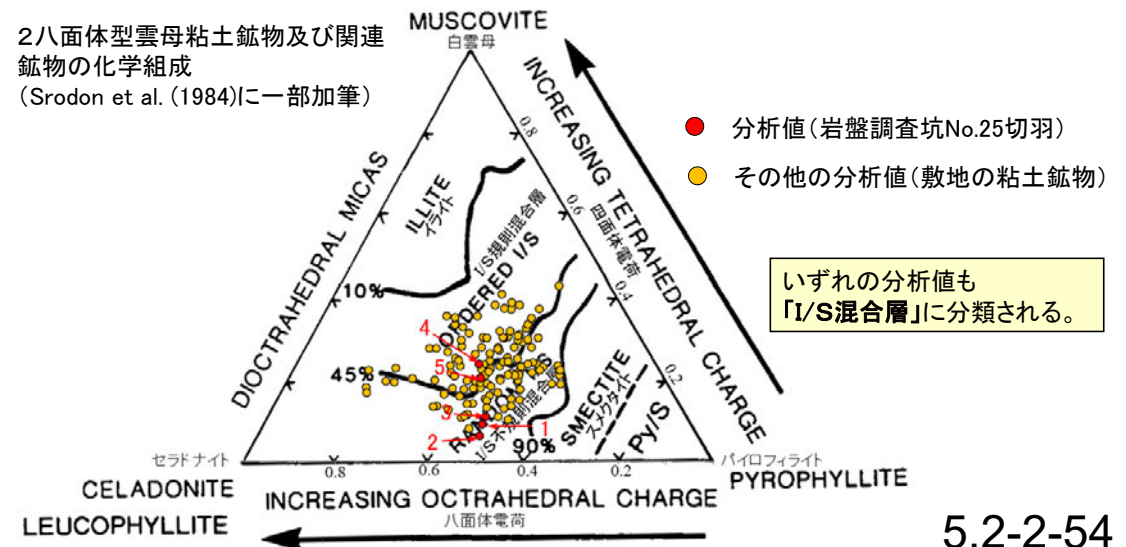 2八面体型雲母粘土鉱物及び関連
鉱物の化学組成
(Srodon et al. (1984)に一部加筆)
MUSCOVITE
白雲母
INCREASING TETRAHEDRAL CHARGE
四面体電荷
0.8
0.6
0.4
0.2
DIOCTRAHEDRAL MICAS
ILLITE
イライト
I/S規則混合層
ORDERED I/S
10%
45%
90%
I/S不規則混合層
SMECTITE
スメクタイト
Py/S
4
5
3
2
1
分析値(岩盤調査坑No.25切羽)
その他の分析値(敷地の粘土鉱物)
いずれの分析値も
「I/S混合層」に分類される。
セラドナイト
CELADONITE
LEUCOPHYLLITE
0.8
0.6
0.4
0.2
パイロフィライト
PYROPHYLLITE
INCREASING OCTRAHEDRAL CHARGE
八面体電荷
5.2-2-54